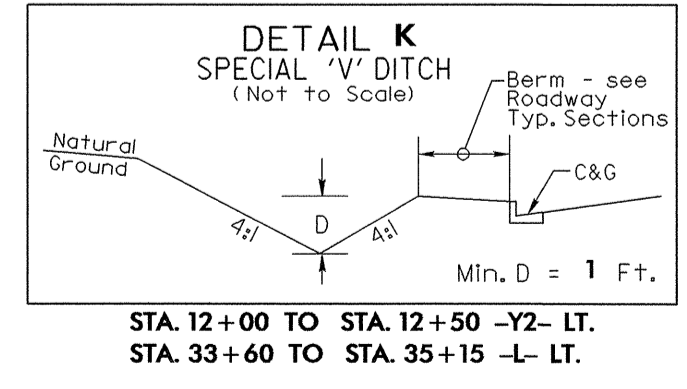 DETAIL K
SPECIAL 'V' DITCH
(Not to Scale)
Berm - see
Roadway
Typ. Sections
Natural
Ground
C&G
D
4:1
4:1
Min. D = 1 Ft.
STA. 12+00 TO STA. 12+50 -Y2- LT.
STA. 33+60 TO STA. 35+15 -L- LT.